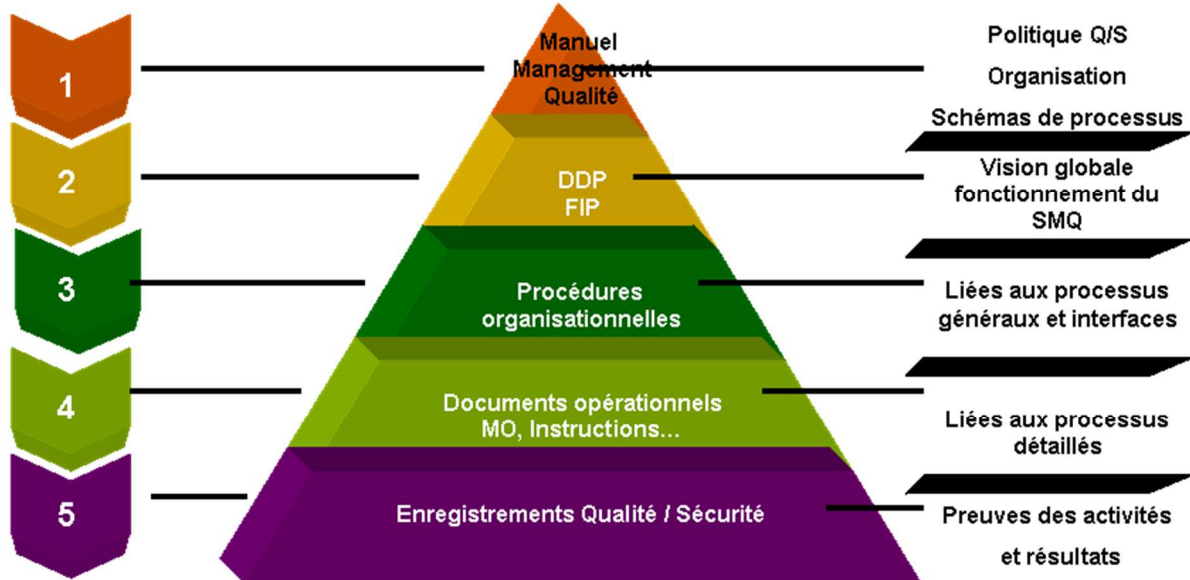 1
Manuel
Management
Qualité
Politique Q/S
Organisation
Schémas de processus
2
DDP
FIP
Vision globale
fonctionnement du
SMQ
3
Procédures
organisationnelles
Liées aux processus
généraux et interfaces
4
Documents opérationnels
MO, Instructions...
Liées aux processus
détaillés
5
Enregistrements Qualité / Sécurité
Preuves des activités
et résultats